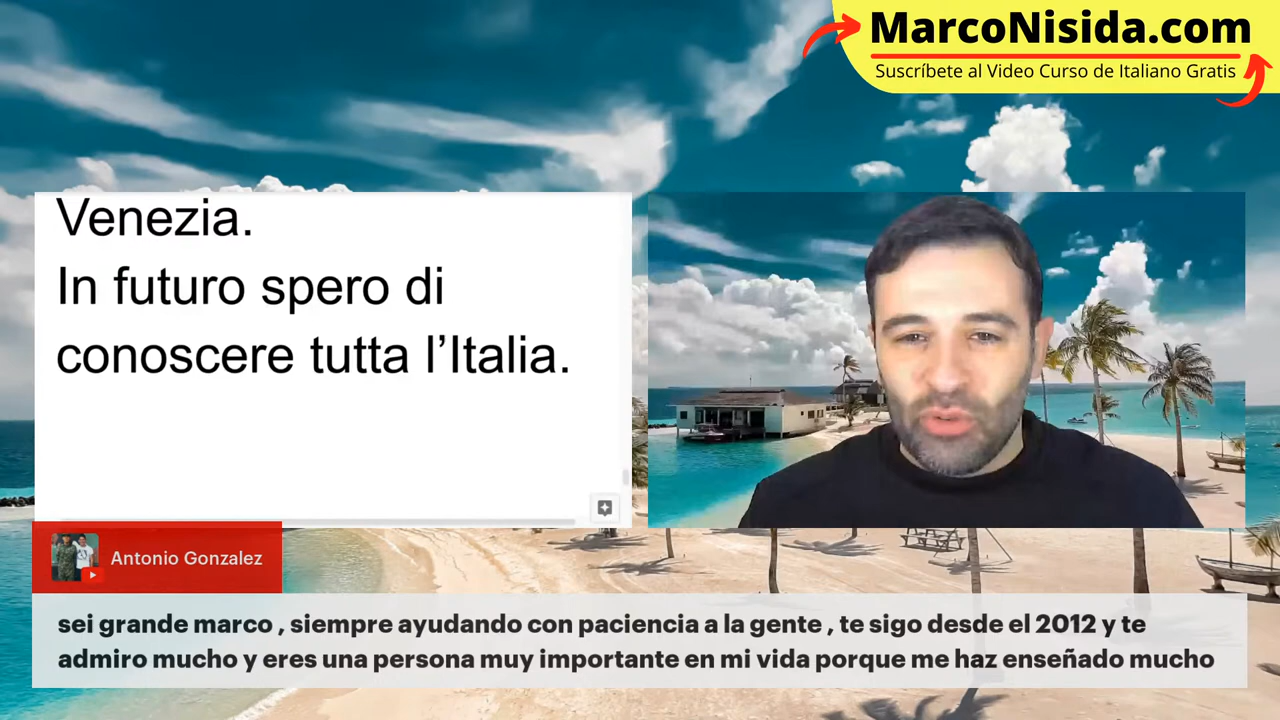 MarcoNisida.com
Suscríbete al Video Curso de Italiano Gratis
Venezia.
In futuro spero di
conoscere tutta l’Italia.
Antonio Gonzalez
sei grande marco , siempre ayudando con paciencia a la gente , te sigo desde el 2012 y te
admiro mucho y eres una persona muy importante en mi vida porque me haz enseñado mucho